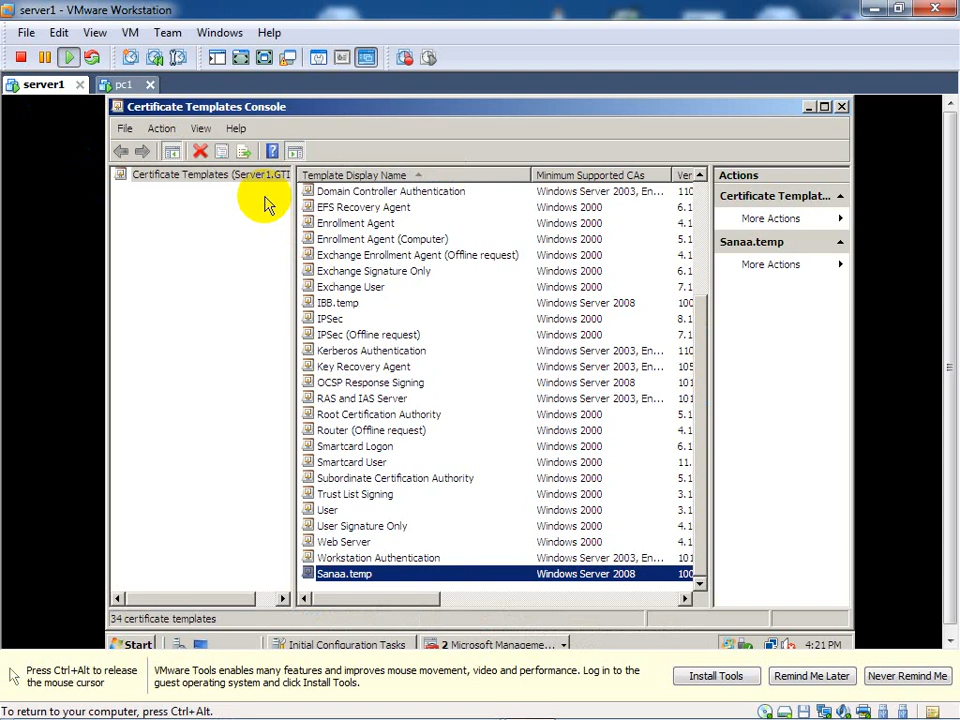 server1 - VMware Workstation
File Edit View VM Team Windows Help
server1 pc1
Certificate Templates Console
File Action View Help
Certificate Templates (Server1.GTI
Template Display Name Minimum Supported CAs Ver
Domain Controller Authentication Windows Server 2003, En... 110
EFS Recovery Agent Windows 2000 6.1
Enrollment Agent Windows 2000 4.1
Enrollment Agent (Computer) Windows 2000 5.1
Exchange Enrollment Agent (Offline request) Windows 2000 4.1
Exchange Signature Only Windows 2000 6.1
Exchange User Windows 2000 7.1
IBB.temp Windows Server 2008 100
IPSec Windows 2000 8.1
IPSec (Offline request) Windows 2000 7.1
Kerberos Authentication Windows Server 2003, En... 110
Key Recovery Agent Windows Server 2003, En... 105
OCSP Response Signing Windows Server 2008 101
RAS and IAS Server Windows Server 2003, En... 101
Root Certification Authority Windows 2000 5.1
Router (Offline request) Windows 2000 4.1
Smartcard Logon Windows 2000 6.1
Smartcard User Windows 2000 11.
Subordinate Certification Authority Windows 2000 5.1
Trust List Signing Windows 2000 3.1
User Windows 2000 3.1
User Signature Only Windows 2000 4.1
Web Server Windows 2000 4.1
Workstation Authentication Windows Server 2003, En... 101
Sanaa.temp Windows Server 2008 100
Actions
Certificate Templat...
More Actions
Sanaa.temp
More Actions
34 certificate templates
Start Initial Configuration Tasks 2 Microsoft Manageme... 4:21 PM
Press Ctrl+Alt to release the mouse cursor
VMware Tools enables many features and improves mouse movement, video and performance. Log in to the
guest operating system and click Install Tools.
Install Tools Remind Me Later Never Remind Me
To return to your computer, press Ctrl+Alt.